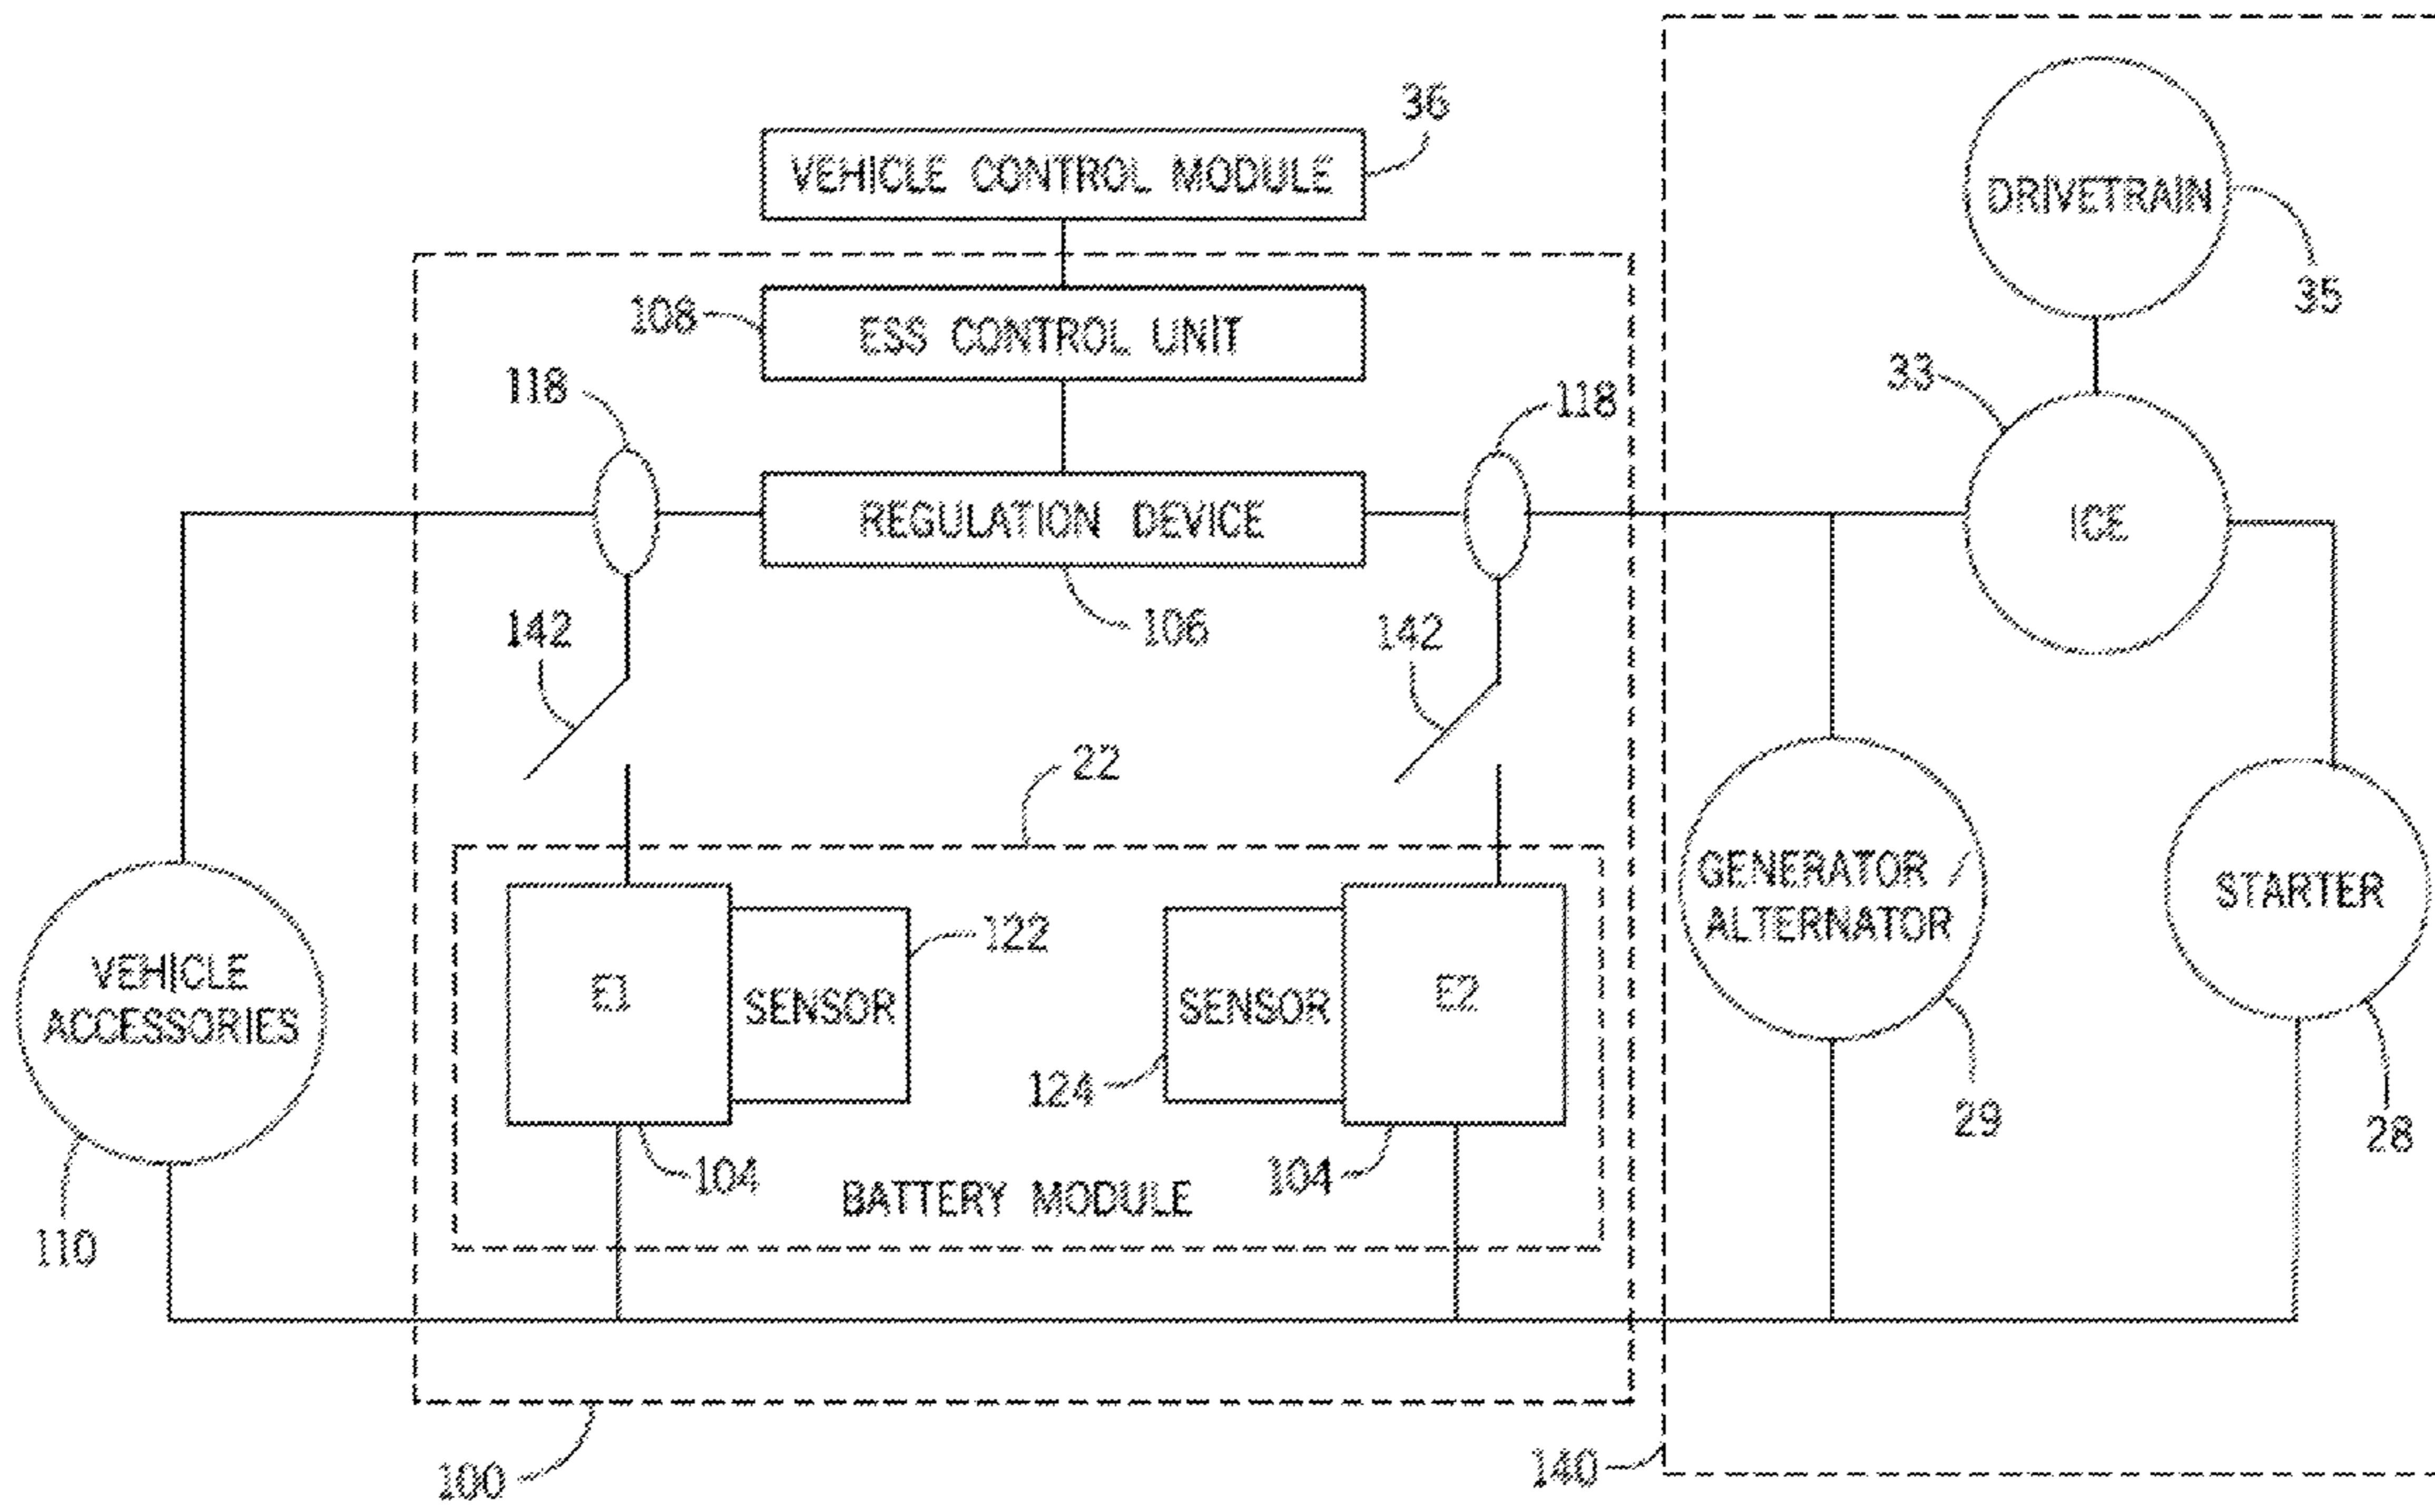 36
VEHICLE CONTROL MODULE
DRIVETRAIN
35
108
ESS CONTROL UNIT
118
118
33
REGULATION DEVICE
ICE
106
142
142
22
GENERATOR /
ALTERNATOR
STARTER
122
VEHICLE
ACCESSORIES
E1
SENSOR
SENSOR
E2
124
29
28
104
104
BATTERY MODULE
110
100
140